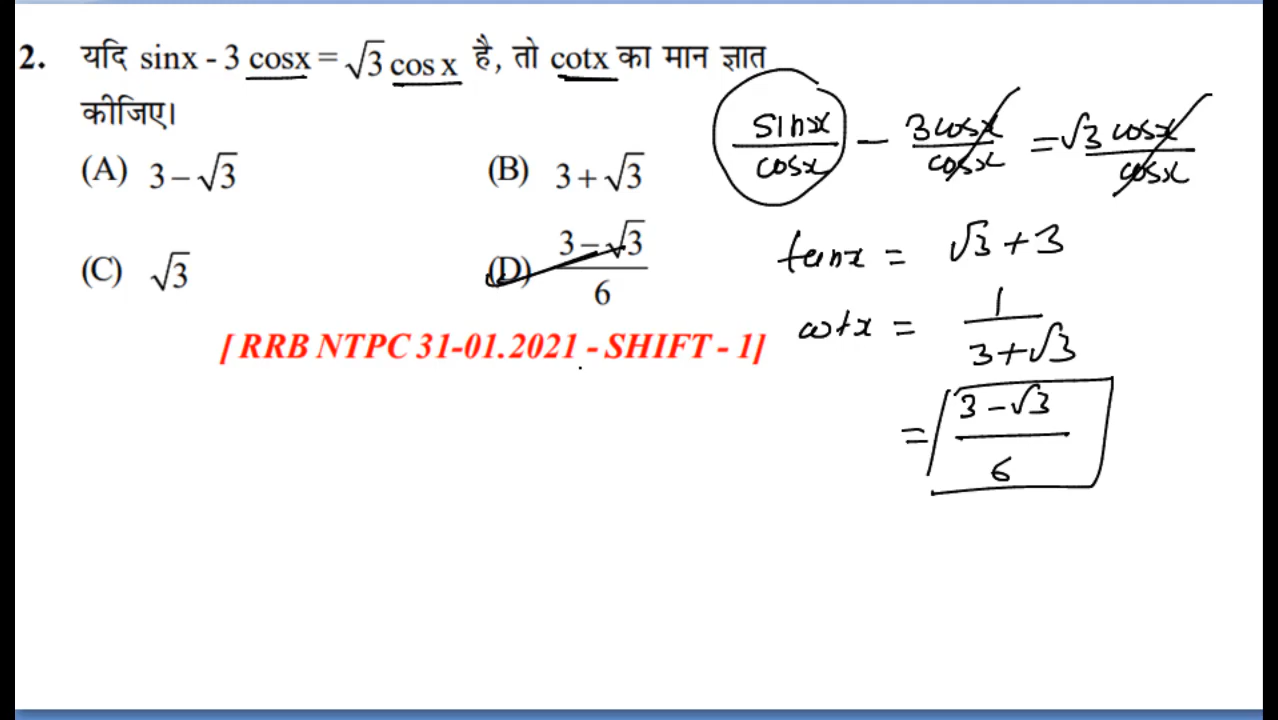 2. यदि sinx - 3 cosx = √3 cos x है, तो cotx का मान ज्ञात
कीजिए।
(A) 3 – √3
(B) 3 + √3
(C) √3
(D) (3 – √3)/6
[ RRB NTPC 31-01.2021 - SHIFT - 1]
sinx/cosx – 3cosx/cosx = √3 cosx/cosx
tanx = √3 + 3
cotx = 1/(3+√3)
= (3 – √3)/6